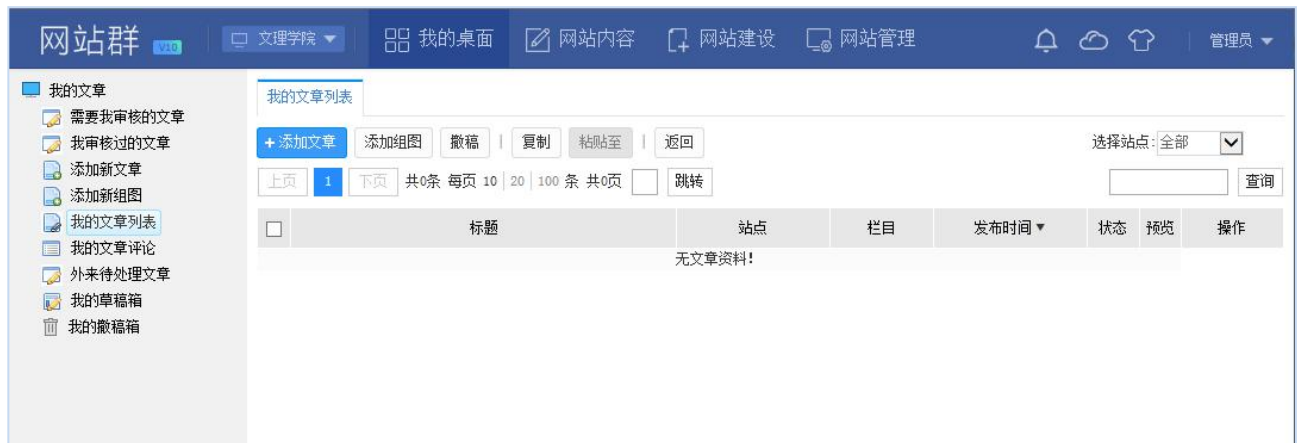 网站群 V10 文理学院 我的桌面 网站内容 网站建设 网站管理 管理员
我的文章
需要我审核的文章
我审核过的文章
添加新文章
添加新组图
我的文章列表
我的文章评论
外来待处理文章
我的草稿箱
我的撤稿箱
我的文章列表
+添加文章 添加组图 撤稿 | 复制 粘贴至 | 返回 选择站点:全部
上页 1 下页 共0条 每页 10 | 20 | 100 条 共0页 跳转 查询
标题 站点 栏目 发布时间▼ 状态 预览 操作
无文章资料!